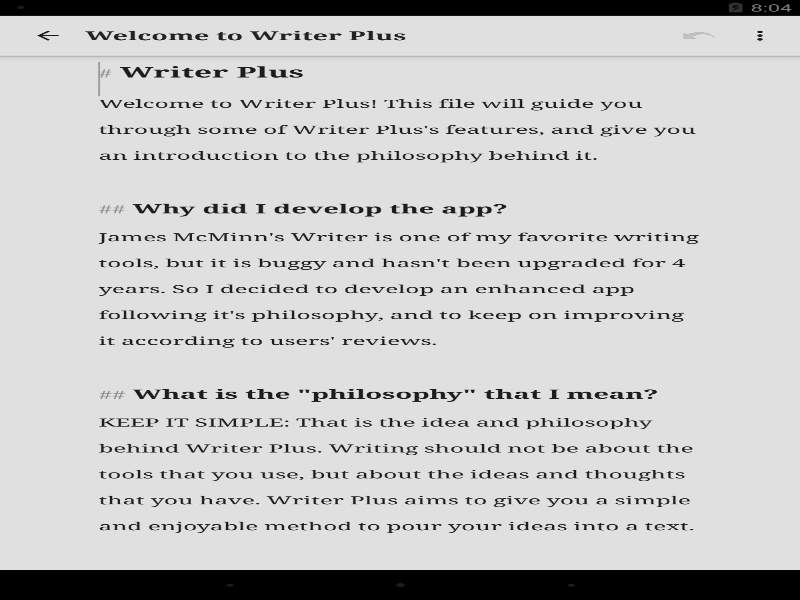 8:04
Welcome to Writer Plus
# Writer Plus
Welcome to Writer Plus! This file will guide you
through some of Writer Plus's features, and give you
an introduction to the philosophy behind it.
## Why did I develop the app?
James McMinn's Writer is one of my favorite writing
tools, but it is buggy and hasn't been upgraded for 4
years. So I decided to develop an enhanced app
following it's philosophy, and to keep on improving
it according to users' reviews.
## What is the "philosophy" that I mean?
KEEP IT SIMPLE: That is the idea and philosophy
behind Writer Plus. Writing should not be about the
tools that you use, but about the ideas and thoughts
that you have. Writer Plus aims to give you a simple
and enjoyable method to pour your ideas into a text.